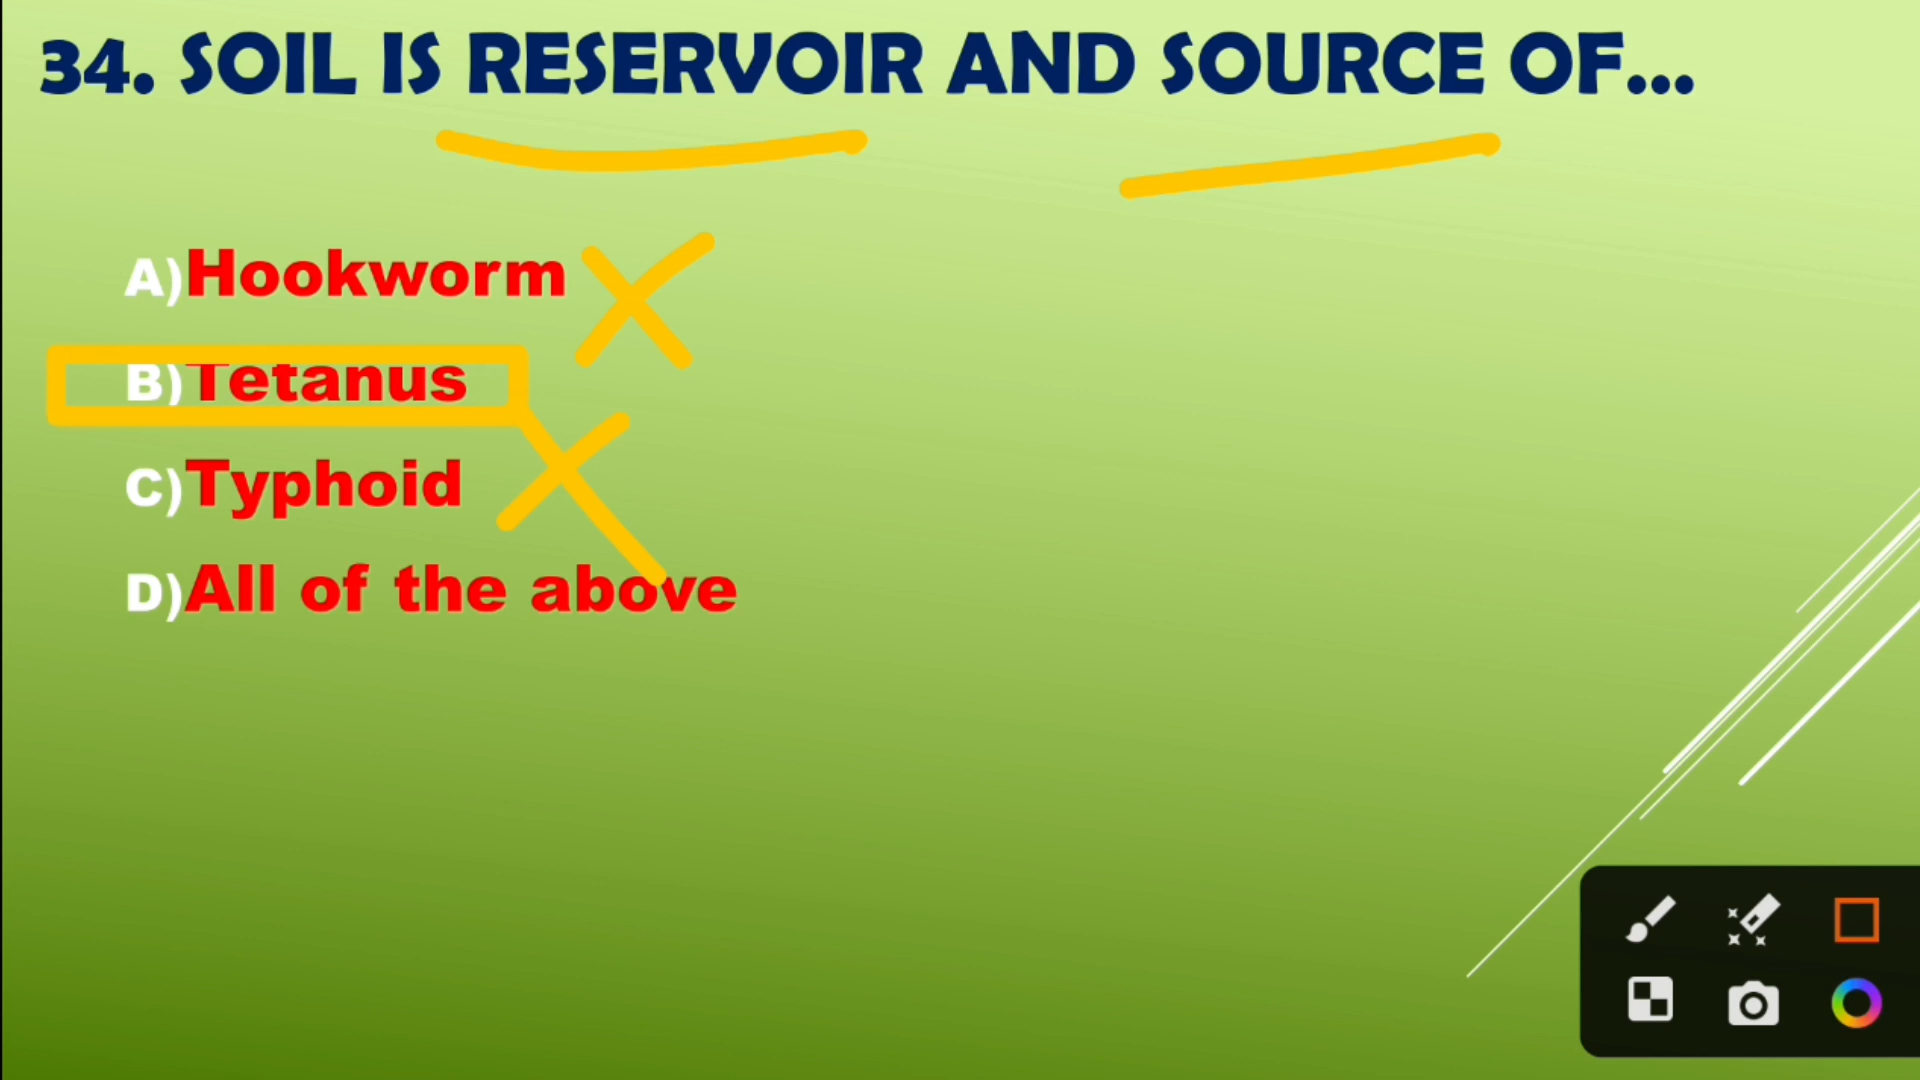 34. SOIL IS RESERVOIR AND SOURCE OF...
A)Hookworm
B)Tetanus
C)Typhoid
D)All of the above